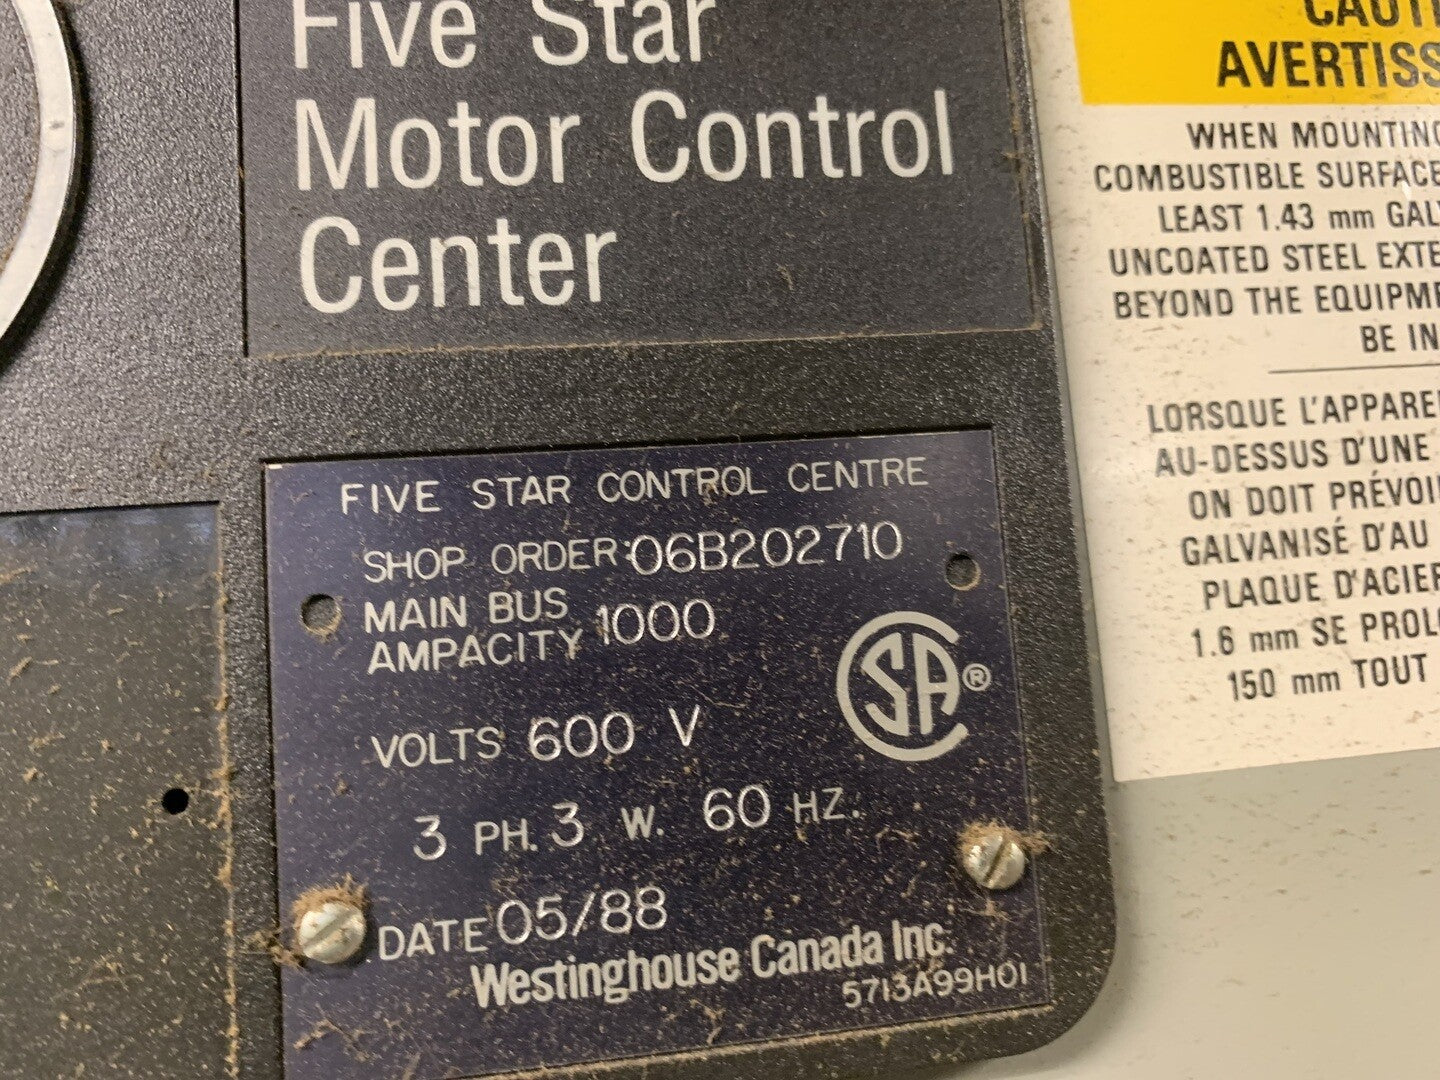 Five Star
Motor Control
Center
FIVE STAR CONTROL CENTRE
SHOP ORDER: 06B202710
MAIN BUS
AMPACITY 1000
CSA®
VOLTS 600 V
3 PH. 3 W. 60 HZ.
DATE 05/88
Westinghouse Canada Inc.
5713A99H01
AVERTISS
WHEN MOUNTING
COMBUSTIBLE SURFACE
LEAST 1.43 mm GAL
UNCOATED STEEL EXTE
BEYOND THE EQUIPM
BE IN
LORSQUE L'APPAREI
AU-DESSUS D'UNE
ON DOIT PRÉVOI
GALVANISÉ D'AU
PLAQUE D'ACIER
1.6 mm SE PROL
150 mm TOUT